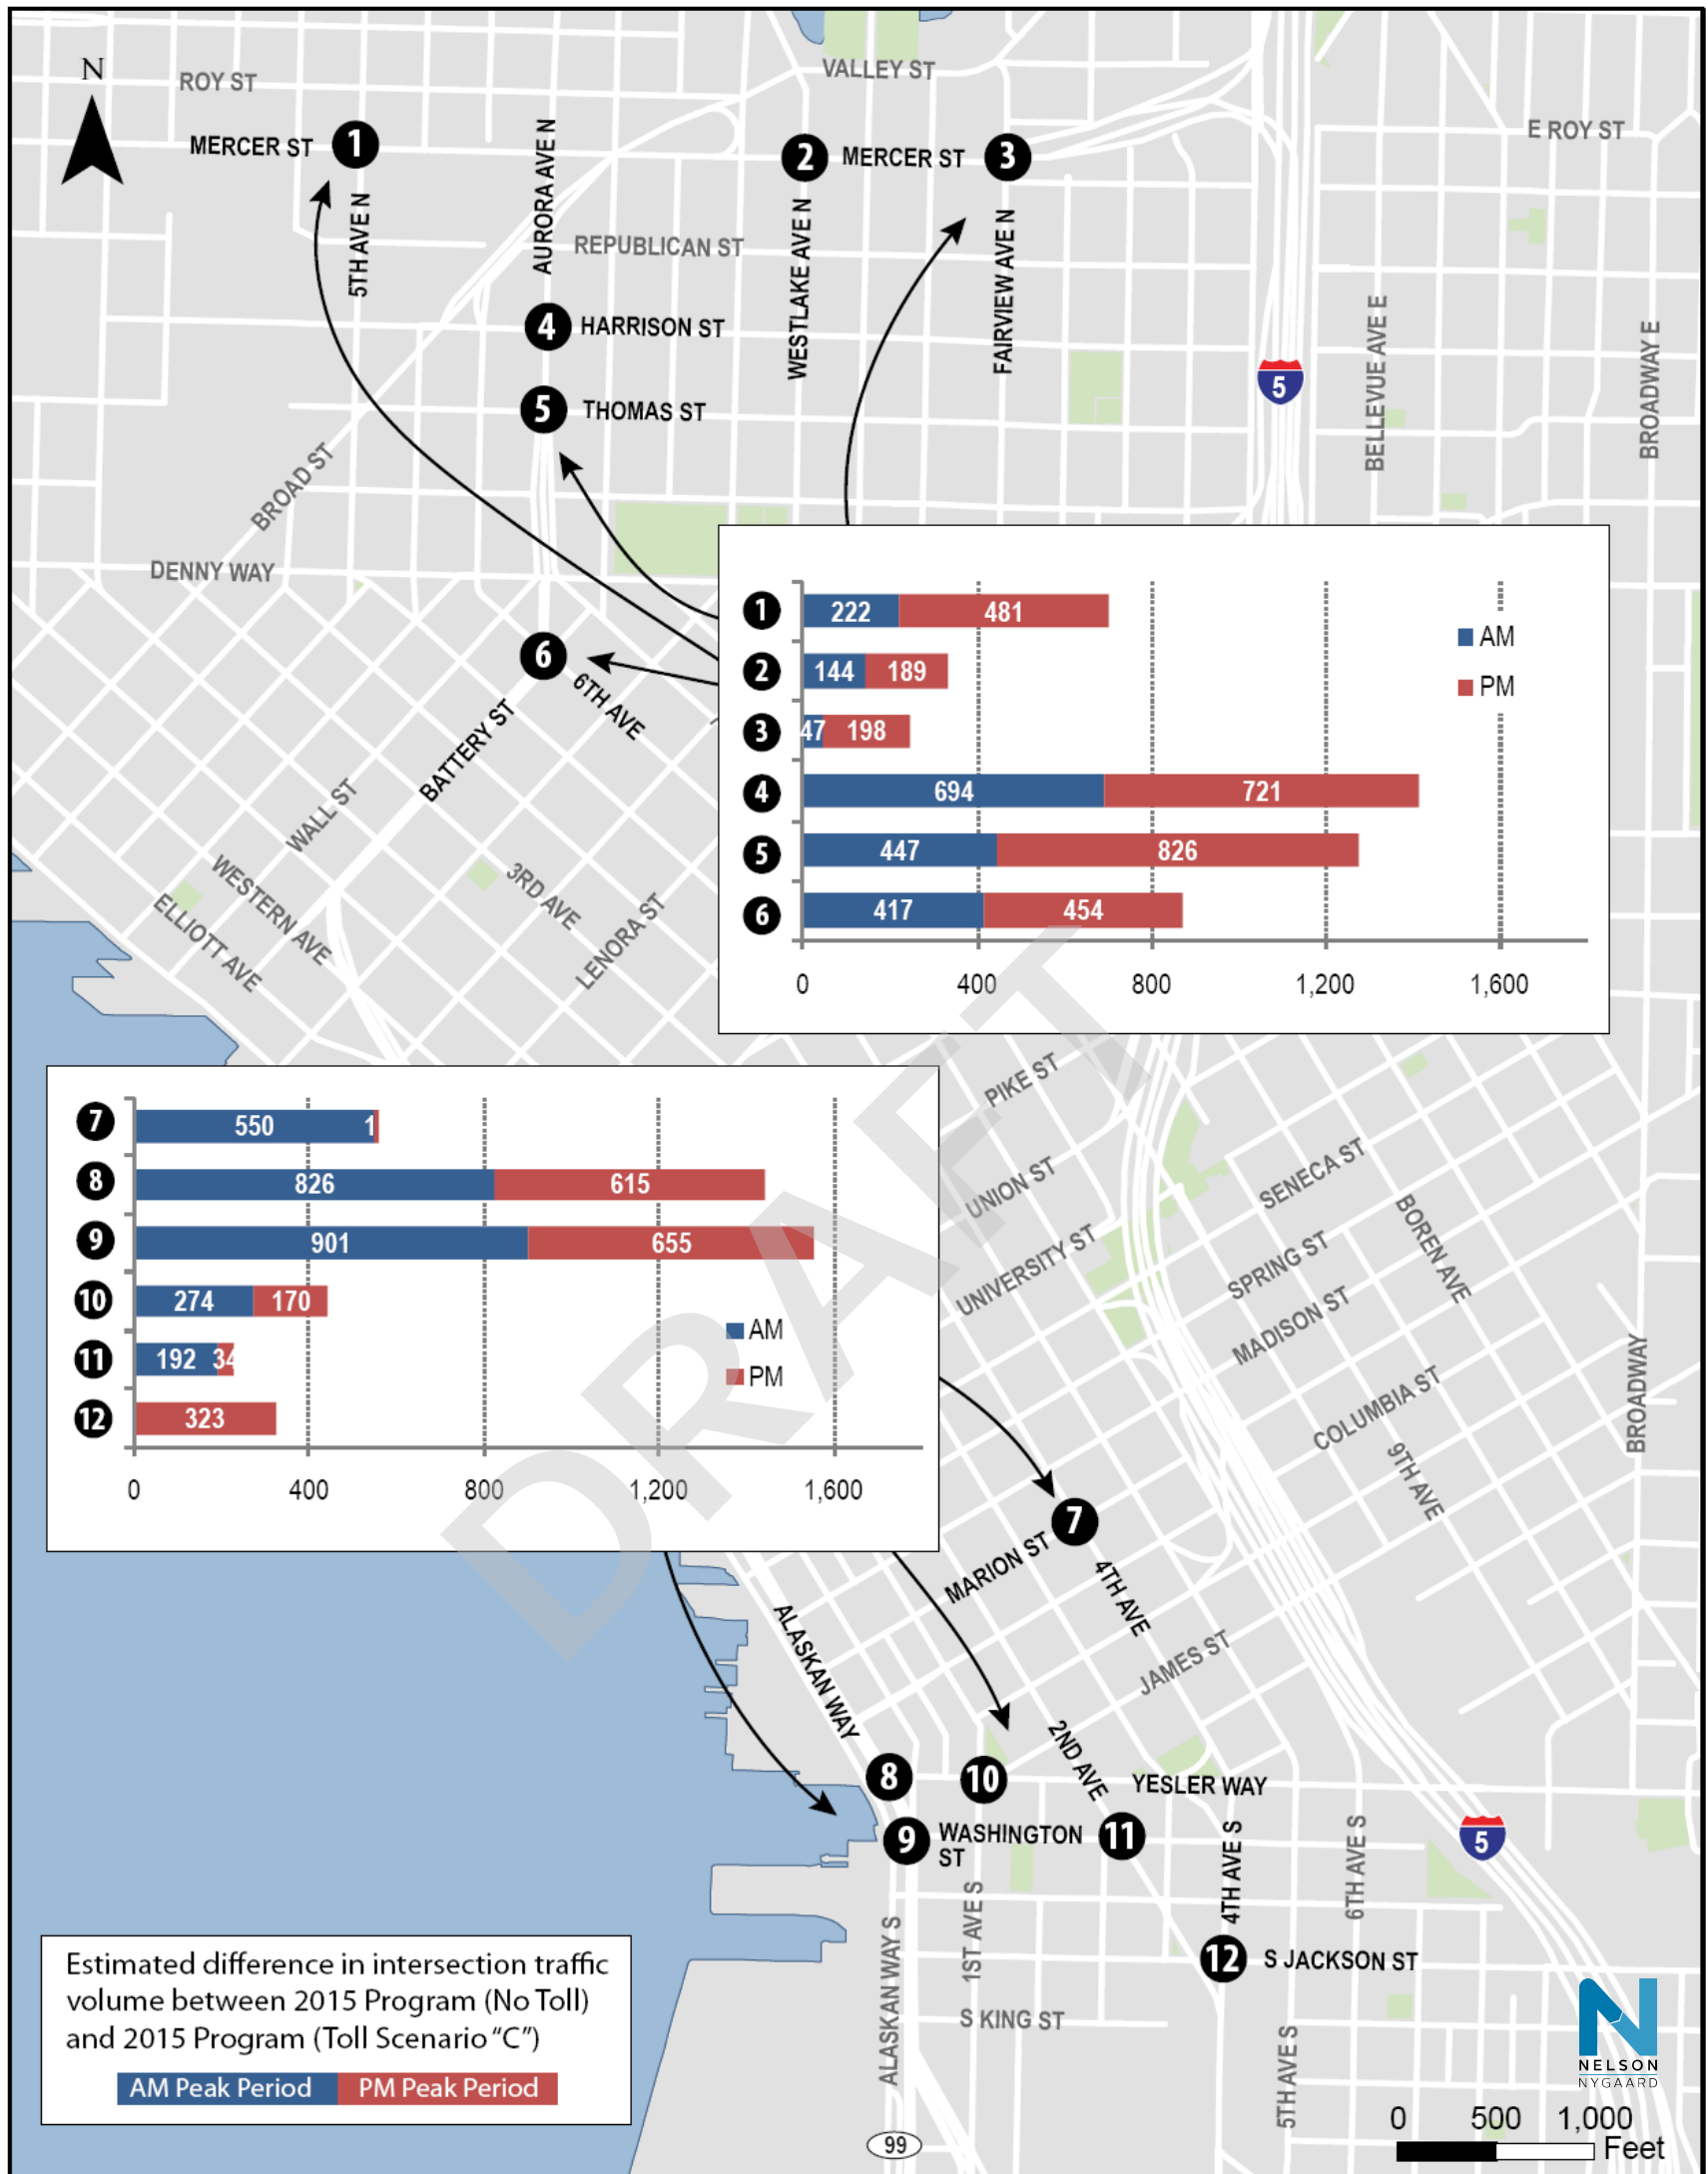 N
ROY ST
VALLEY ST
E ROY ST
MERCER ST
1
2
MERCER ST
3
5TH AVE N
AURORA AVE N
REPUBLICAN ST
WESTLAKE AVE N
FAIRVIEW AVE N
4
HARRISON ST
5
THOMAS ST
5
BELLEVUE AVE E
BROADWAY E
BROAD ST
DENNY WAY
6
6TH AVE
BATTERY ST
WALL ST
WESTERN AVE
ELLIOTT AVE
3RD AVE
LENORA ST
1
222
481
2
144
189
3
47
198
4
694
721
5
447
826
6
417
454
AM
PM
0
400
800
1,200
1,600
7
550
8
826
615
9
901
655
10
274
170
11
192
34
12
323
AM
PM
0
400
800
1,200
1,600
DRAFT
PIKE ST
UNION ST
UNIVERSITY ST
SENECA ST
SPRING ST
MADISON ST
BOREN AVE
COLUMBIA ST
9TH AVE
BROADWAY
7
MARION ST
4TH AVE
JAMES ST
ALASKAN WAY
2ND AVE
8
10
YESLER WAY
9
WASHINGTON
ST
11
5
4TH AVE S
6TH AVE S
1ST AVE S
ALASKAN WAY S
12
S JACKSON ST
S KING ST
5TH AVE S
99
Estimated difference in intersection traffic
volume between 2015 Program (No Toll)
and 2015 Program (Toll Scenario “C”)
AM Peak Period
PM Peak Period
N
NELSON
NYGAARD
0
500
1,000
Feet